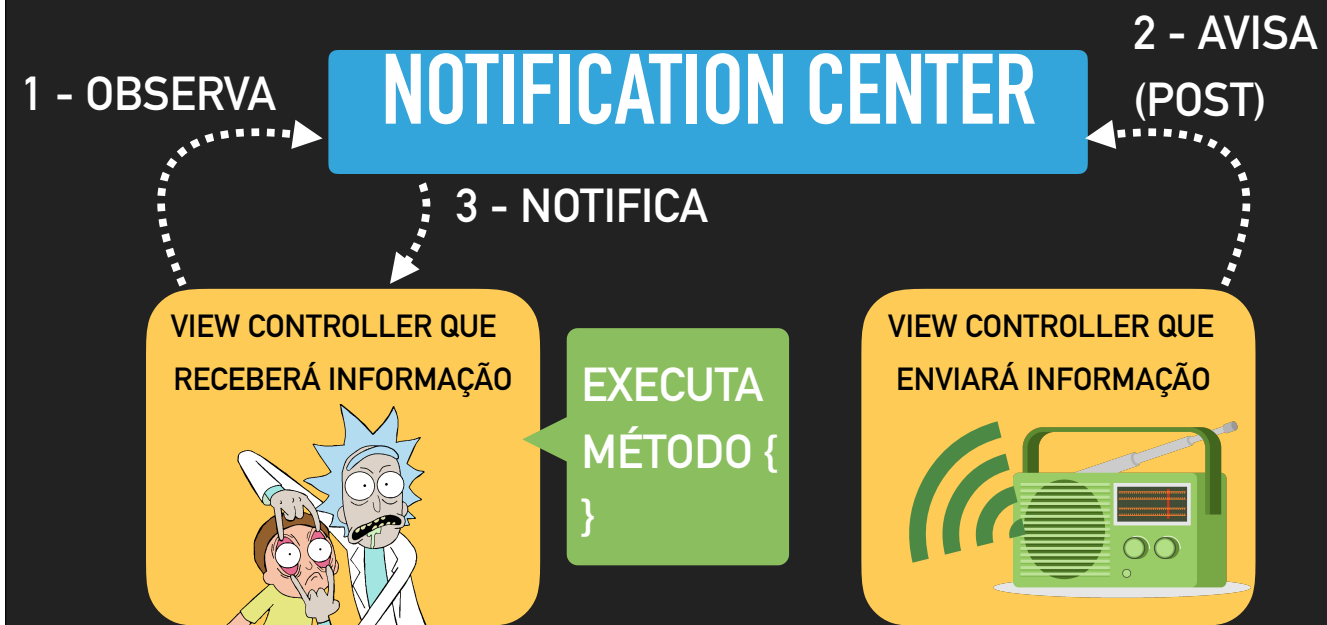 1 - OBSERVA
NOTIFICATION CENTER
2 - AVISA
(POST)
3 - NOTIFICA
VIEW CONTROLLER QUE
RECEBERÁ INFORMAÇÃO
EXECUTA
MÉTODO {
}
VIEW CONTROLLER QUE
ENVIARÁ INFORMAÇÃO